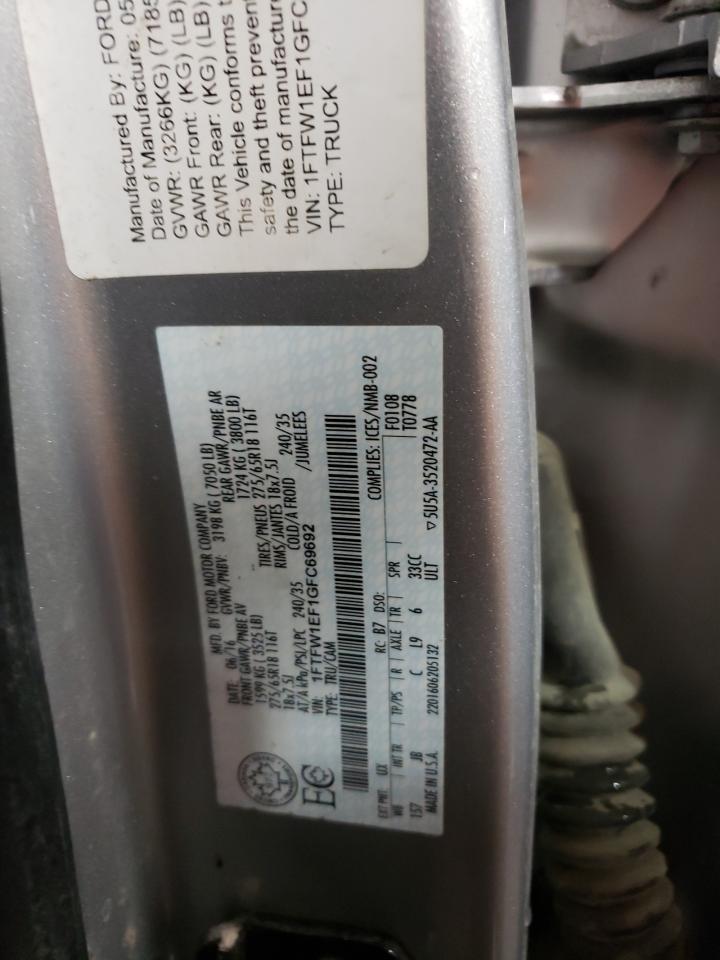 Manufactured By: FORD
Date of Manufacture: 05
GVWR: (3266KG) (7185
GAWR Front: (KG) (LB)
GAWR Rear: (KG) (LB)
This Vehicle conforms t
safety and theft preven
the date of manufacture
VIN: 1FTFW1EF1GFC
TYPE: TRUCK
MFD. BY FORD MOTOR COMPANY
DATE: 06/16 GVWR/PNBV: 3198 KG ( 7050 LB)
FRONT GAWR/PNBE AV REAR GAWR/PNBE AR
1599 KG ( 3525 LB) 1724 KG ( 3800 LB)
275/65R18 116T TIRES/PNEUS 275/65R18 116T
18x7.5J RIMS/JANTES 18x7.5J
AT/A kPa/PSI/LPC 240/35 COLD/A FROID 240/35
VIN: 1FTFW1EF1GFC69692 /JUMELEES
TYPE: TRU/CAM
EC
COMPLIES: ICES/NMB-002
EXT PNT: UX RC: B7 DSO: F0108
WB INT TR TP/PS R AXLE TR SPR T0778
157 JB C L9 6 33CC
MADE IN U.S.A. 2201606205132 ULT ▽5U5A-3520472-AA